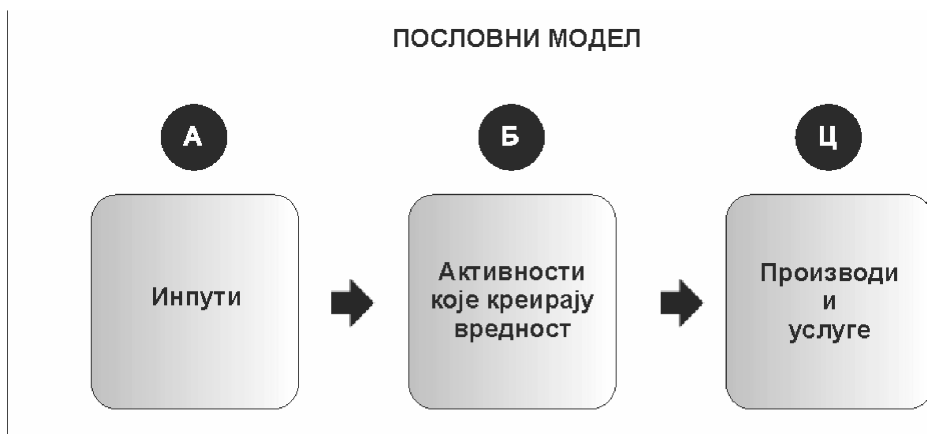 ПОСЛОВНИ МОДЕЛ
А
Б
Ц
Инпути
Активности
које креирају
вредност
Производи
и
услуге